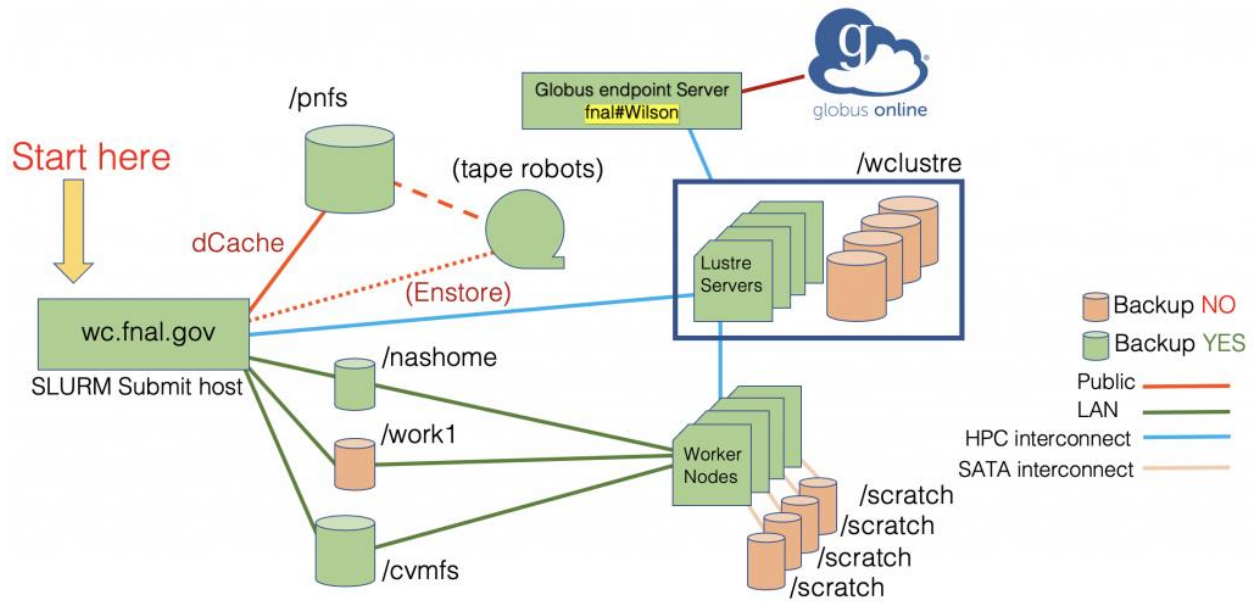 Start here
/pnfs
dCache
(tape robots)
(Enstore)
wc.fnal.gov
SLURM Submit host
/nashome
/work1
/cvmfs
Globus endpoint Server
fnal#Wilson
g
globus online
/wclustre
Lustre
Servers
Worker
Nodes
/scratch
/scratch
/scratch
/scratch
Backup NO
Backup YES
Public
LAN
HPC interconnect
SATA interconnect